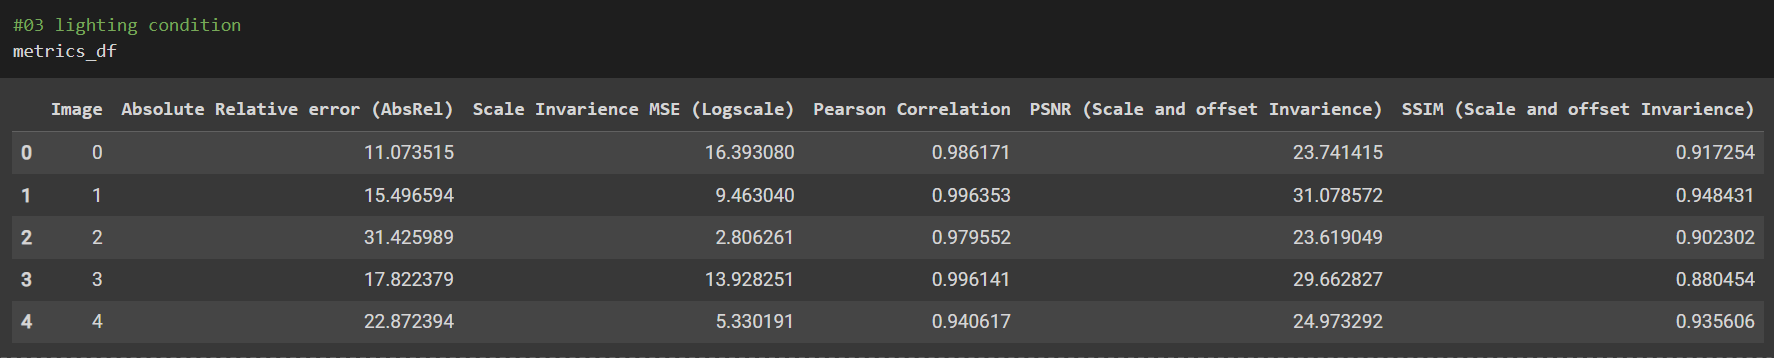 #03 lighting condition
metrics_df
Image Absolute Relative error (AbsRel) Scale Invarience MSE (Logscale) Pearson Correlation PSNR (Scale and offset Invarience) SSIM (Scale and offset Invarience)
0 0 11.073515 16.393080 0.986171 23.741415 0.917254
1 1 15.496594 9.463040 0.996353 31.078572 0.948431
2 2 31.425989 2.806261 0.979552 23.619049 0.902302
3 3 17.822379 13.928251 0.996141 29.662827 0.880454
4 4 22.872394 5.330191 0.940617 24.973292 0.935606